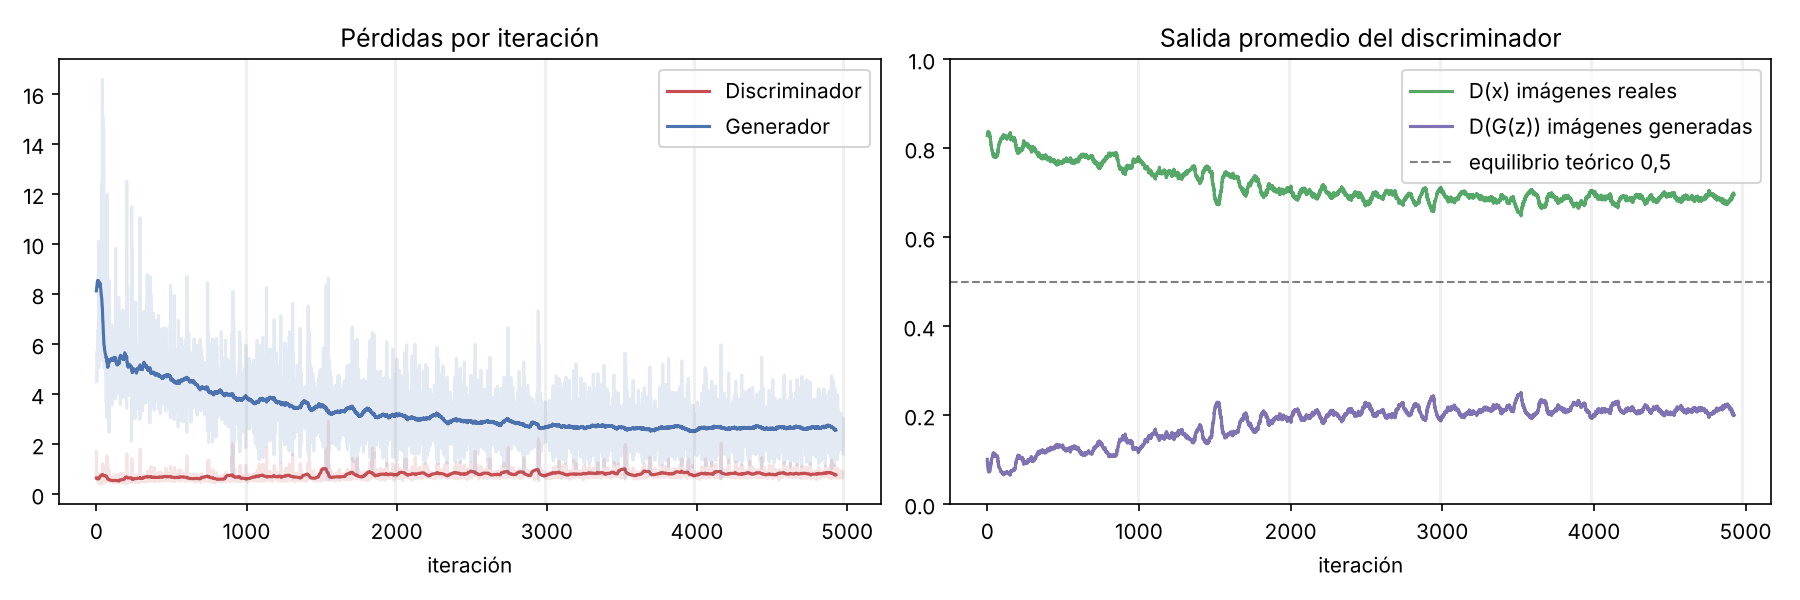 Pérdidas por iteración
Discriminador
Generador
16
14
12
10
8
6
4
2
0
0 1000 2000 3000 4000 5000
iteración
Salida promedio del discriminador
D(x) imágenes reales
D(G(z)) imágenes generadas
equilibrio teórico 0,5
1.0
0.8
0.6
0.4
0.2
0.0
0 1000 2000 3000 4000 5000
iteración